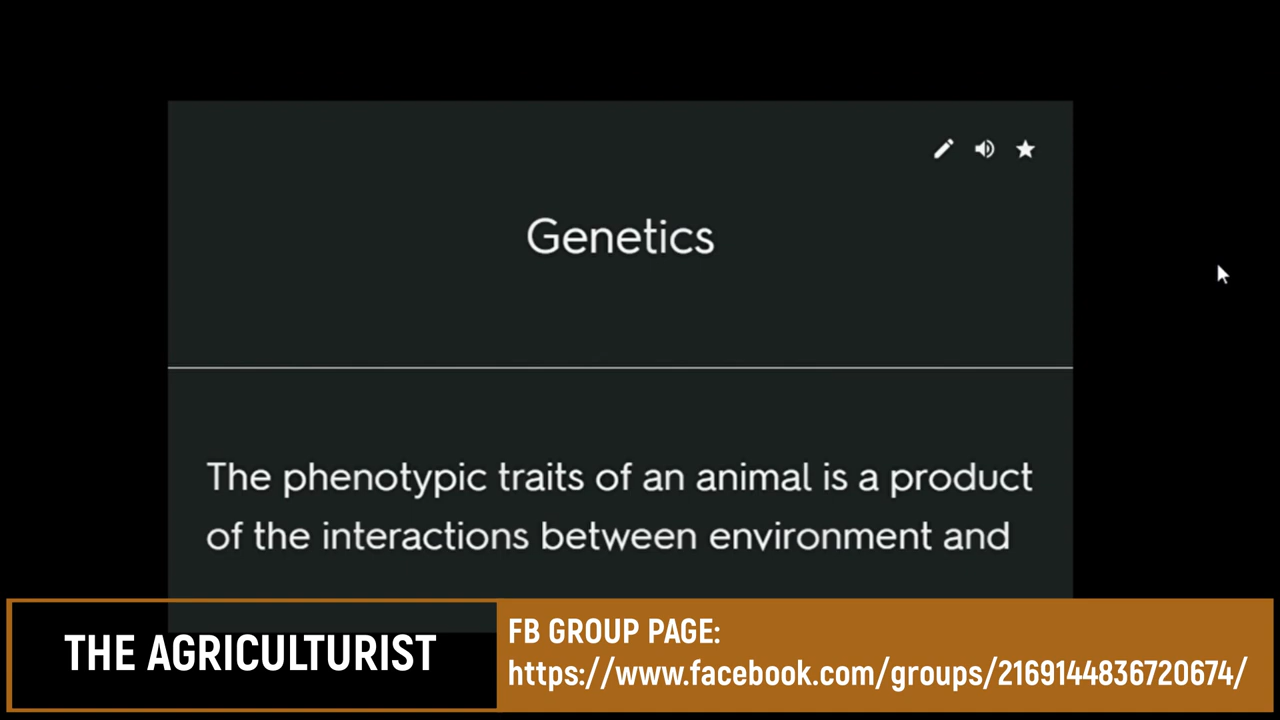 Genetics
The phenotypic traits of an animal is a product
of the interactions between environment and
THE AGRICULTURIST
FB GROUP PAGE:
https://www.facebook.com/groups/2169144836720674/